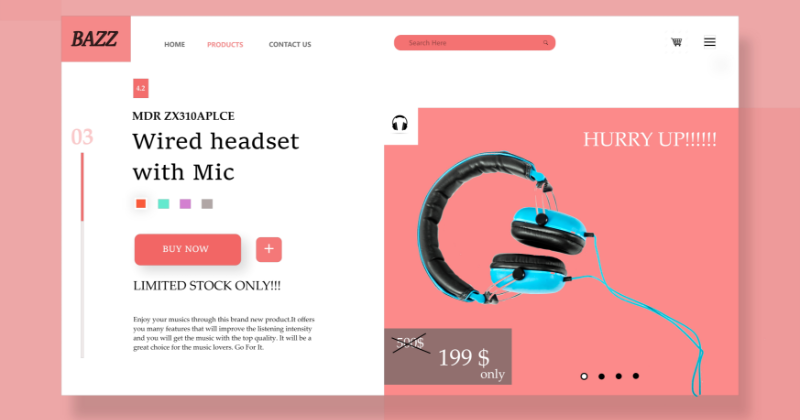 BAZZ
HOME PRODUCTS CONTACT US
Search Here
4.2
MDR ZX310APLCE
03
Wired headset
with Mic
BUY NOW
+
LIMITED STOCK ONLY!!!
Enjoy your musics through this brand new product.It offers
you many features that will improve the listening intensity
and you will get the music with the top quality. It will be a
great choice for the music lovers. Go For It.
HURRY UP!!!!!!
199 $
only